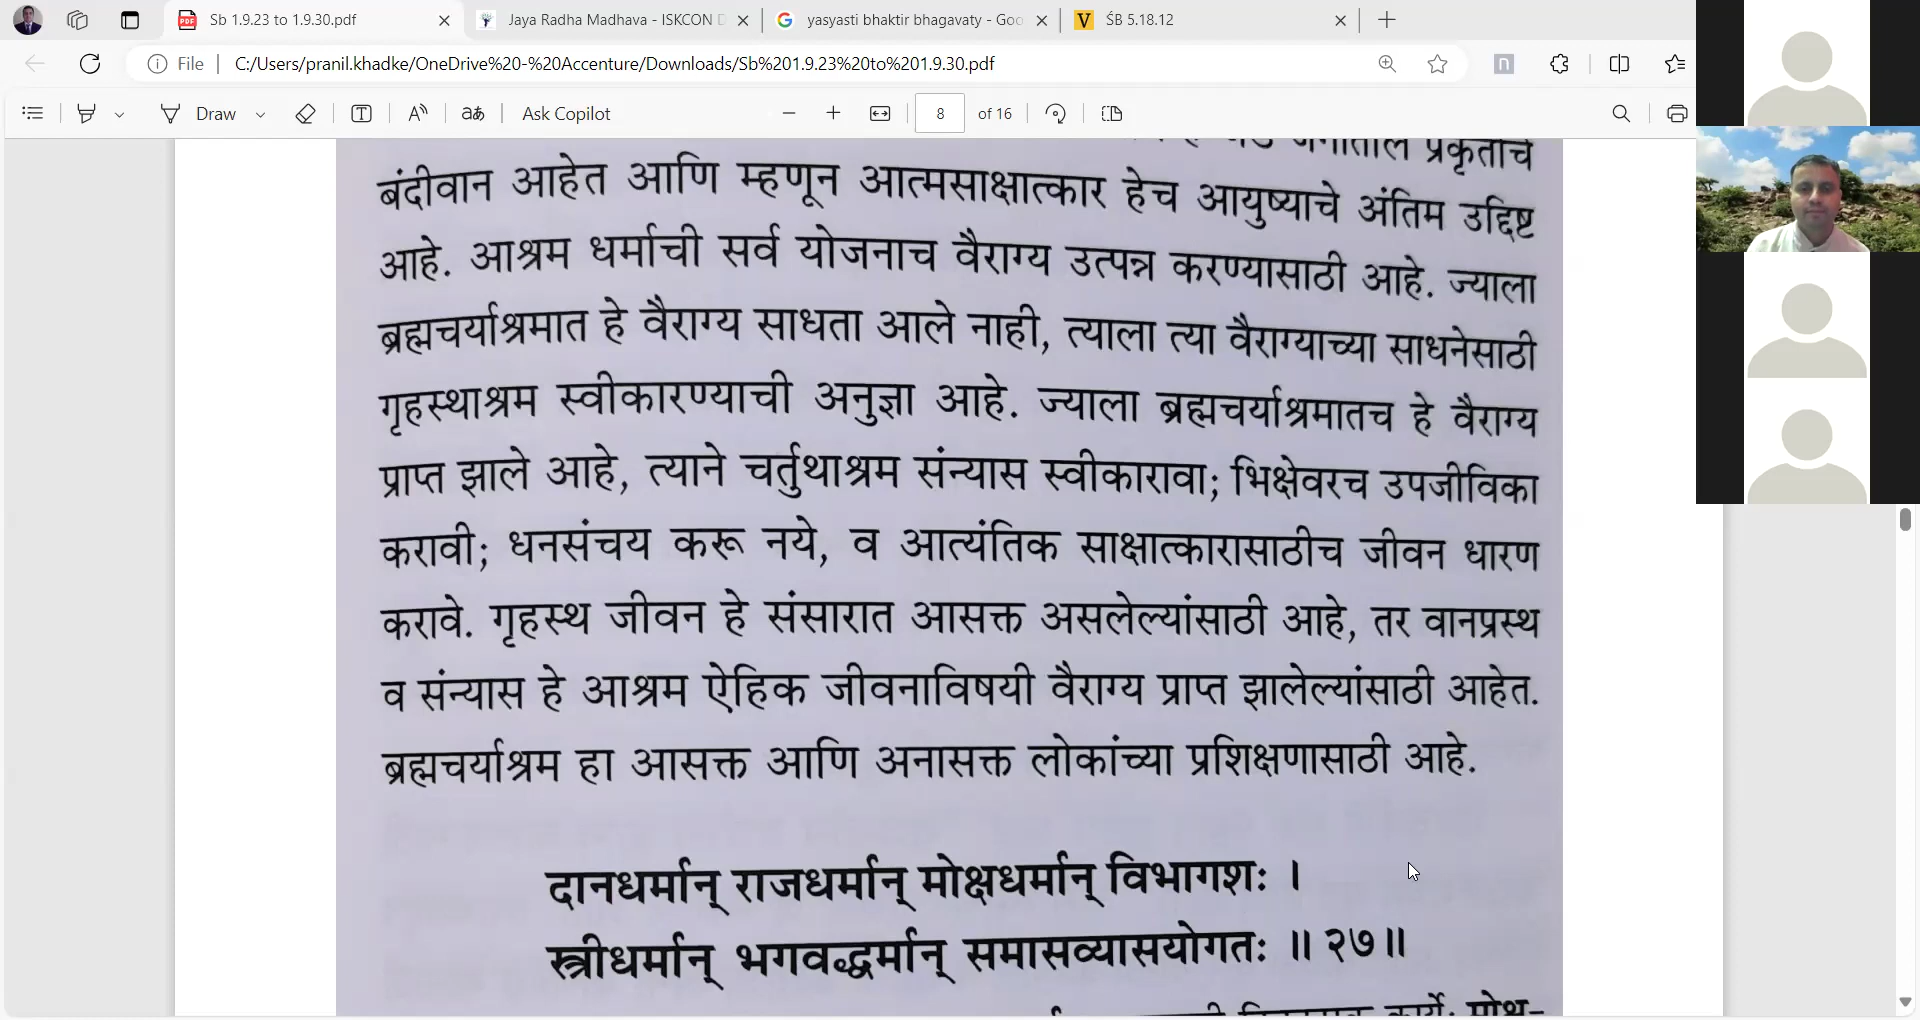 Sb 1.9.23 to 1.9.30.pdf
Jaya Radha Madhava - ISKCON D
yasyasti bhaktir bhagavaty - Goo
ŚB 5.18.12
File
C:/Users/pranil.khadke/OneDrive%20-%20Accenture/Downloads/Sb%201.9.23%20to%201.9.30.pdf
Draw
Ask Copilot
8 of 16
जगातील प्रकृतीचे
बंदीवान आहेत आणि म्हणून आत्मसाक्षात्कार हेच आयुष्याचे अंतिम उद्दिष्ट
आहे. आश्रम धर्माची सर्व योजनाच वैराग्य उत्पन्न करण्यासाठी आहे. ज्याला
ब्रह्मचर्याश्रमात हे वैराग्य साधता आले नाही, त्याला त्या वैराग्याच्या साधनेसाठी
गृहस्थाश्रम स्वीकारण्याची अनुज्ञा आहे. ज्याला ब्रह्मचर्याश्रमातच हे वैराग्य
प्राप्त झाले आहे, त्याने चर्तुथाश्रम संन्यास स्वीकारावा; भिक्षेवरच उपजीविका
करावी; धनसंचय करू नये, व आत्यंतिक साक्षात्कारासाठीच जीवन धारण
करावे. गृहस्थ जीवन हे संसारात आसक्त असलेल्यांसाठी आहे, तर वानप्रस्थ
व संन्यास हे आश्रम ऐहिक जीवनाविषयी वैराग्य प्राप्त झालेल्यांसाठी आहेत.
ब्रह्मचर्याश्रम हा आसक्त आणि अनासक्त लोकांच्या प्रशिक्षणासाठी आहे.
दानधर्मान् राजधर्मान् मोक्षधर्मान् विभागशः ।
स्त्रीधर्मान् भगवद्धर्मान् समासव्यासयोगतः ॥ २७॥